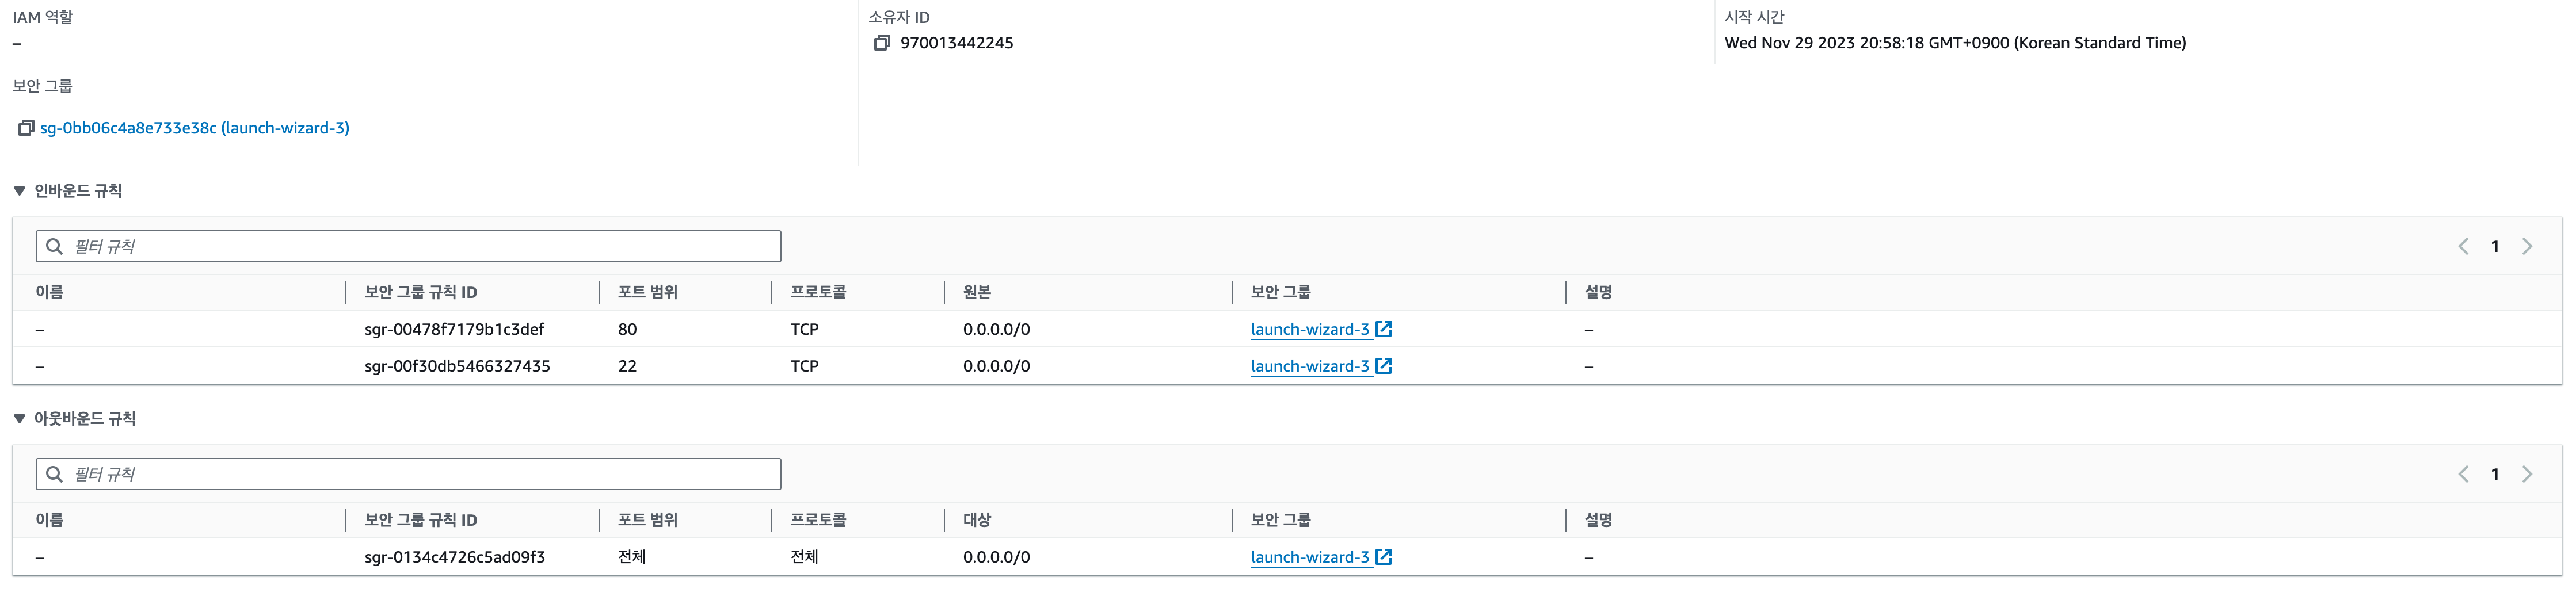 IAM 역할
–
소유자 ID
970013442245
시작 시간
Wed Nov 29 2023 20:58:18 GMT+0900 (Korean Standard Time)
보안 그룹
sg-0bb06c4a8e733e38c (launch-wizard-3)
▼ 인바운드 규칙
필터 규칙
1
이름 보안 그룹 규칙 ID 포트 범위 프로토콜 원본 보안 그룹 설명
– sgr-00478f7179b1c3def 80 TCP 0.0.0.0/0 launch-wizard-3 –
– sgr-00f30db5466327435 22 TCP 0.0.0.0/0 launch-wizard-3 –
▼ 아웃바운드 규칙
필터 규칙
1
이름 보안 그룹 규칙 ID 포트 범위 프로토콜 대상 보안 그룹 설명
– sgr-0134c4726c5ad09f3 전체 전체 0.0.0.0/0 launch-wizard-3 –